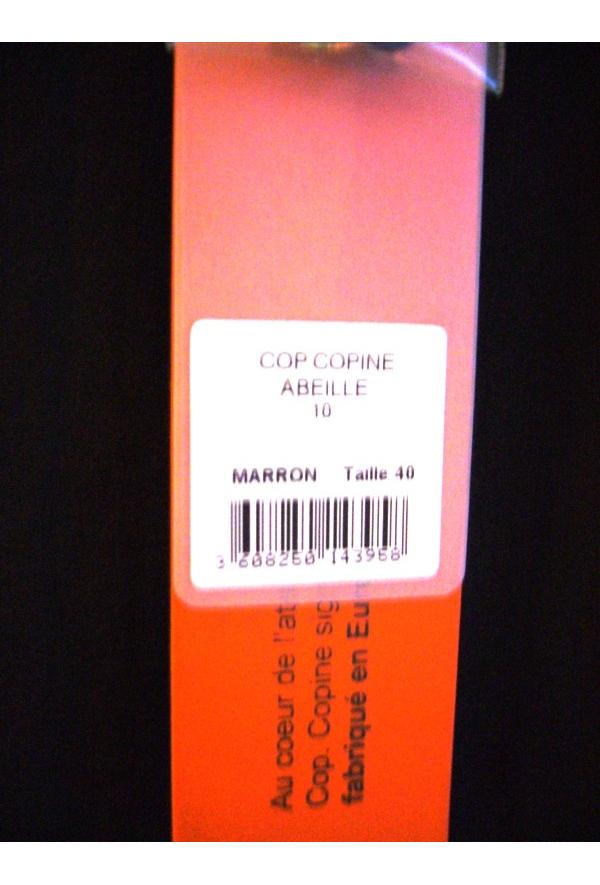 COP COPINE
ABEILLE
10
MARRON Taille 40
3 608250 143958
Au coeur de l'at
Cop. Copine sig
fabriqué en Eur